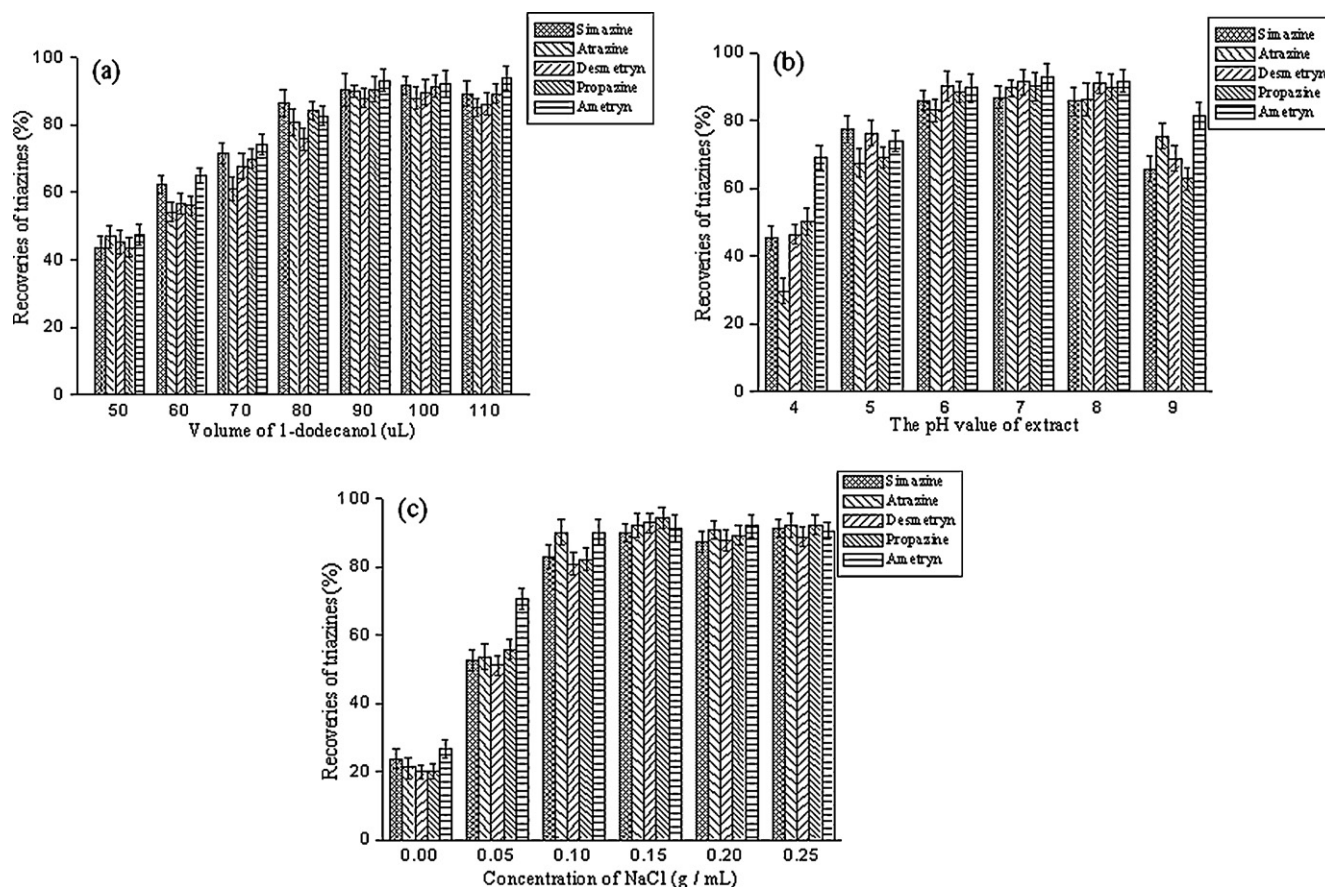 (a)
Simazine
Atrazine
Desmetryn
Propazine
Ametryn
Recoveries of triazines (%)
100
80
60
40
20
0
50 60 70 80 90 100 110
Volume of 1-dodecanol (uL)
(b)
Simazine
Atrazine
Desmetryn
Propazine
Ametryn
Recoveries of triazines (%)
100
80
60
40
20
0
4 5 6 7 8 9
The pH value of extract
(c)
Simazine
Atrazine
Desmetryn
Propazine
Ametryn
Recoveries of triazines (%)
100
80
60
40
20
0
0.00 0.05 0.10 0.15 0.20 0.25
Concentration of NaCl (g / mL)